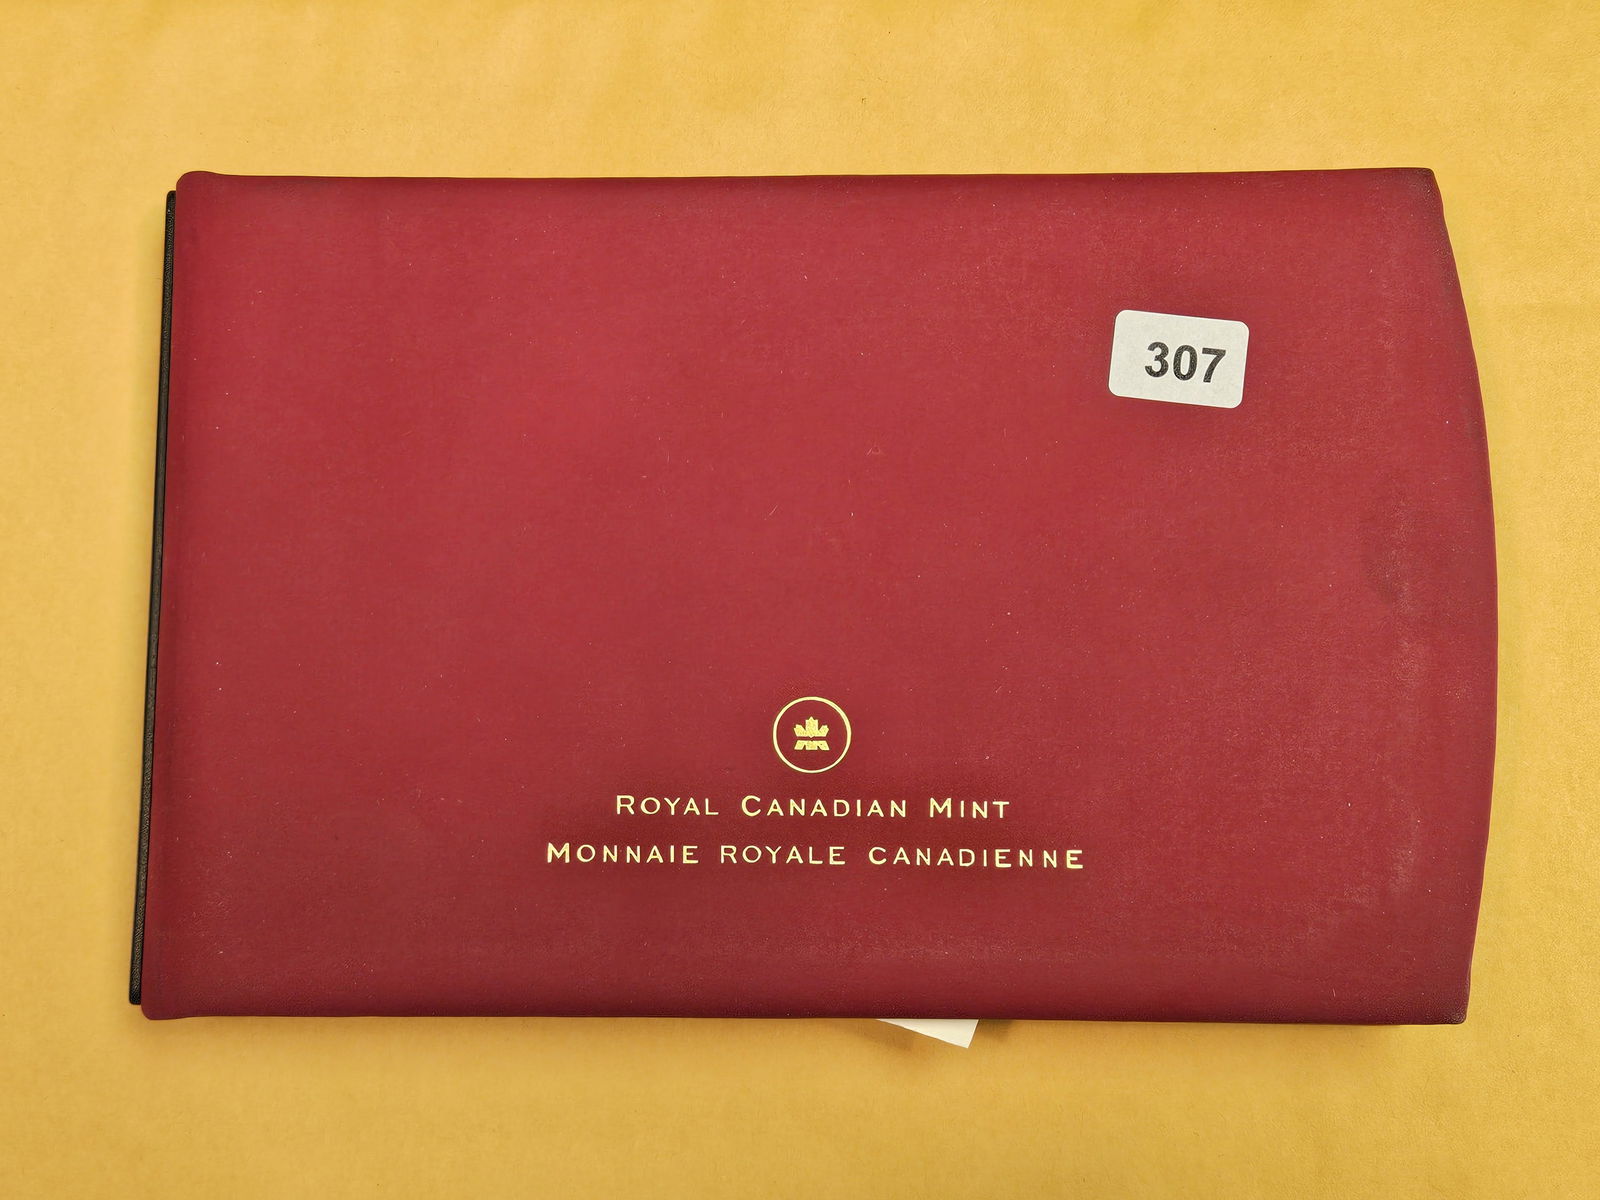 307
ROYAL CANADIAN MINT
MONNAIE ROYALE CANADIENNE